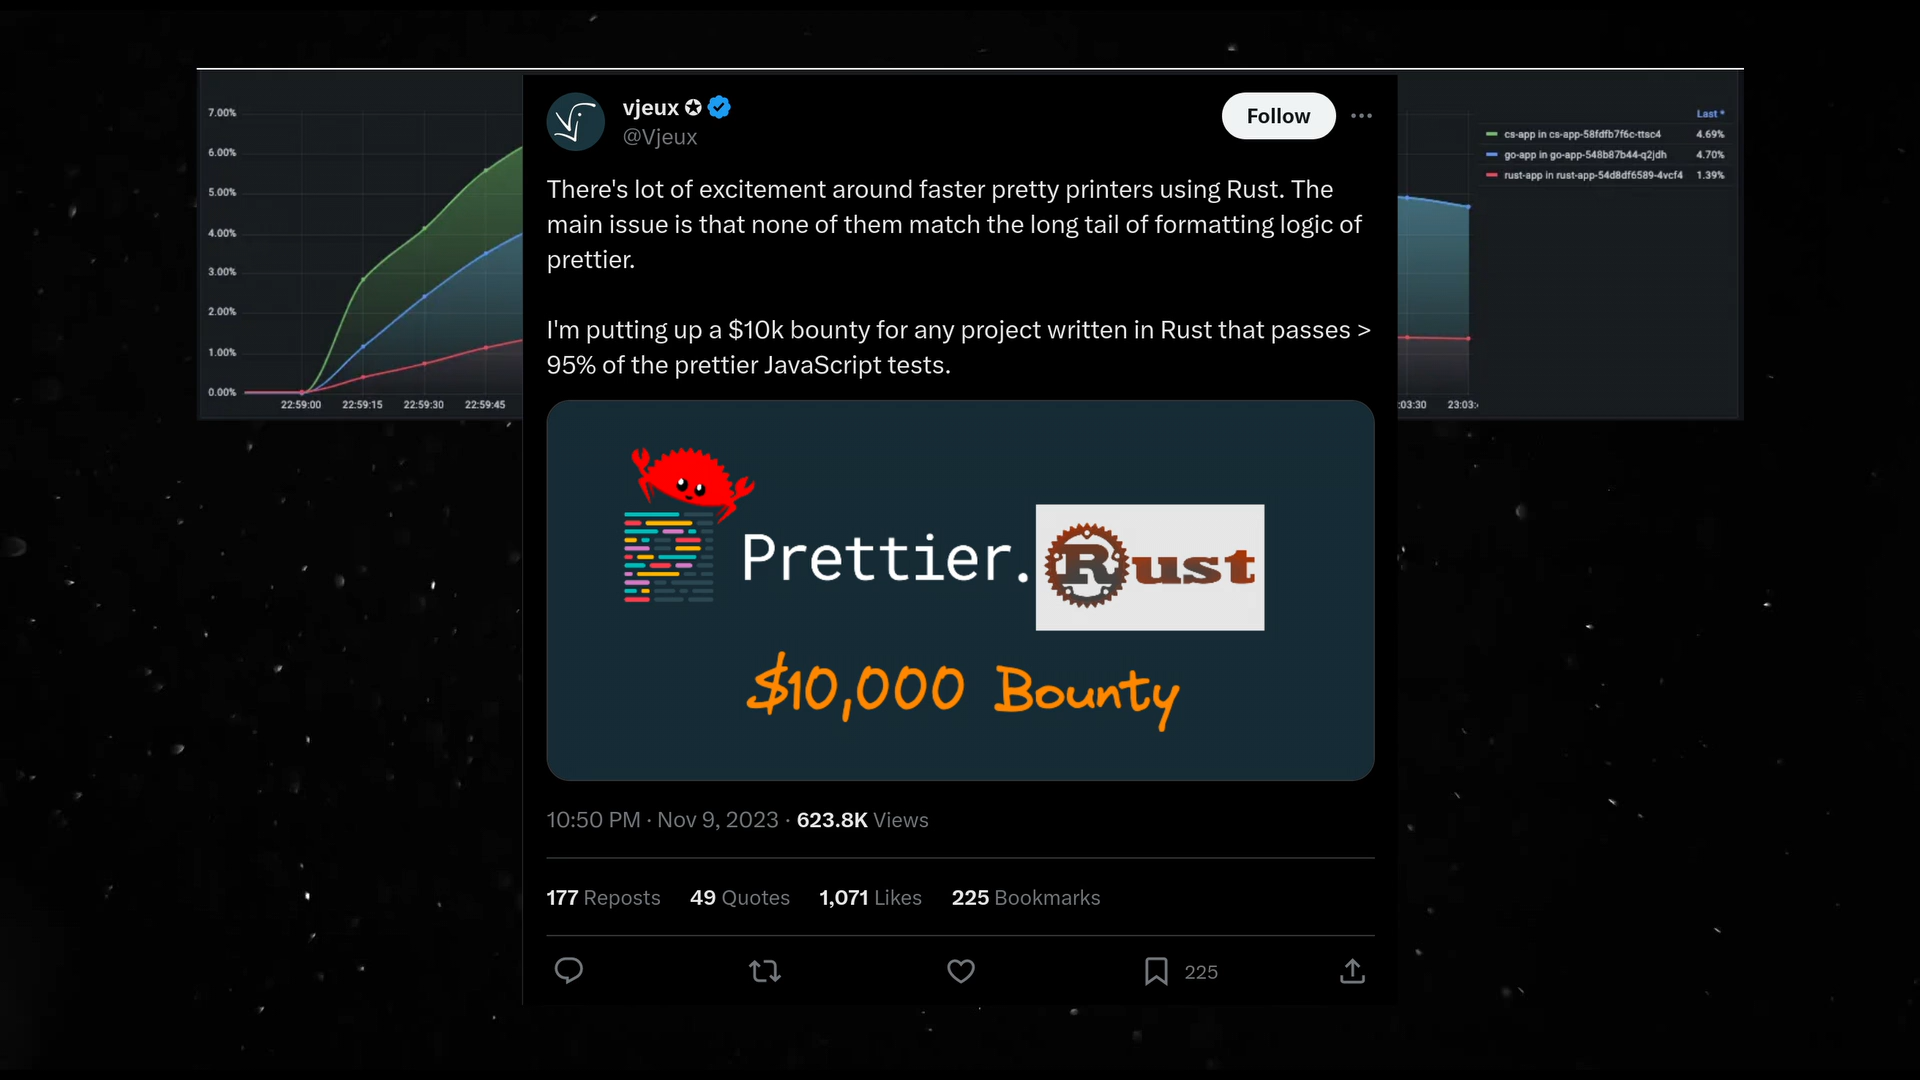 vjeux
@Vjeux
Follow
There's lot of excitement around faster pretty printers using Rust. The
main issue is that none of them match the long tail of formatting logic of
prettier.
I'm putting up a $10k bounty for any project written in Rust that passes >
95% of the prettier JavaScript tests.
Prettier.
Rust
$10,000 Bounty
10:50 PM · Nov 9, 2023 · 623.8K Views
177 Reposts 49 Quotes 1,071 Likes 225 Bookmarks
225
7.00%
6.00%
5.00%
4.00%
3.00%
2.00%
1.00%
0.00%
22:59:00 22:59:15 22:59:30 22:59:45
:03:30 23:03:
Last *
cs-app in cs-app-58fdfb7f6c-ttsc4 4.69%
go-app in go-app-548b87b44-q2jdh 4.70%
rust-app in rust-app-54d8df6589-4vcf4 1.39%